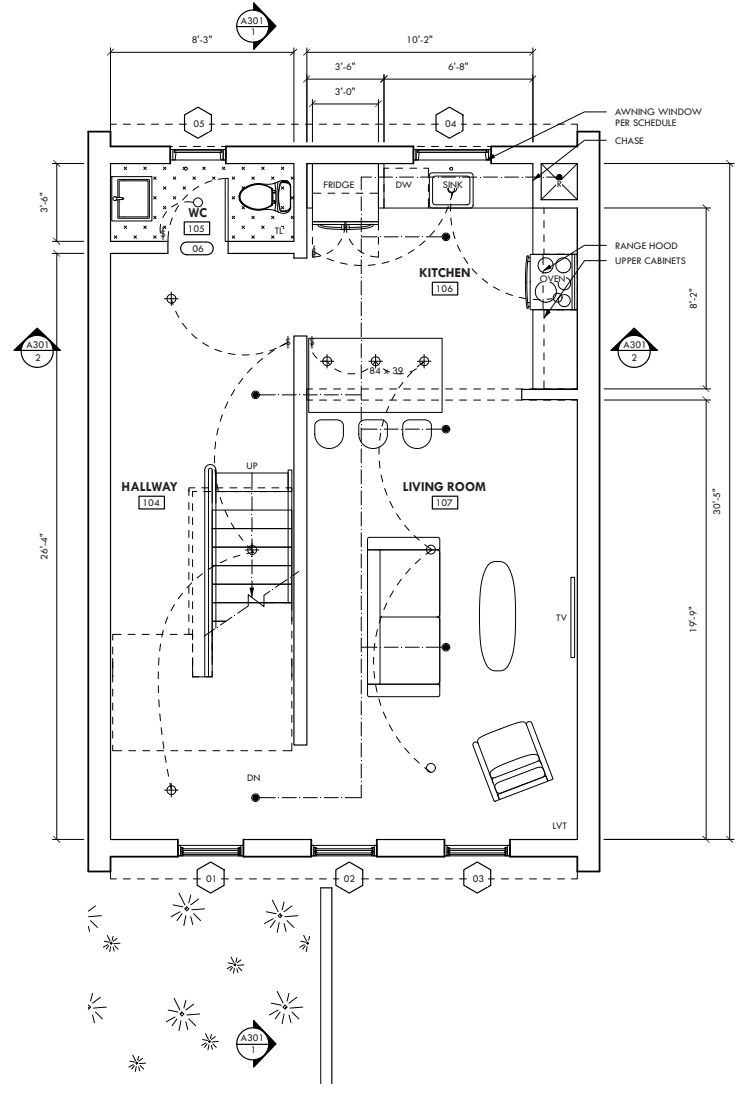 A301
1
8'-3"
10'-2"
3'-6"
6'-8"
3'-0"
05
04
AWNING WINDOW
PER SCHEDULE
CHASE
FRIDGE
DW
SINK
R
3'-6"
WC
105
TL
06
KITCHEN
106
RANGE HOOD
UPPER CABINETS
OVEN
8'-2"
A301
2
A301
2
84 x 39
UP
HALLWAY
104
LIVING ROOM
107
30'-5"
26'-4"
19'-9"
TV
DN
LVT
01
02
03
A301
1